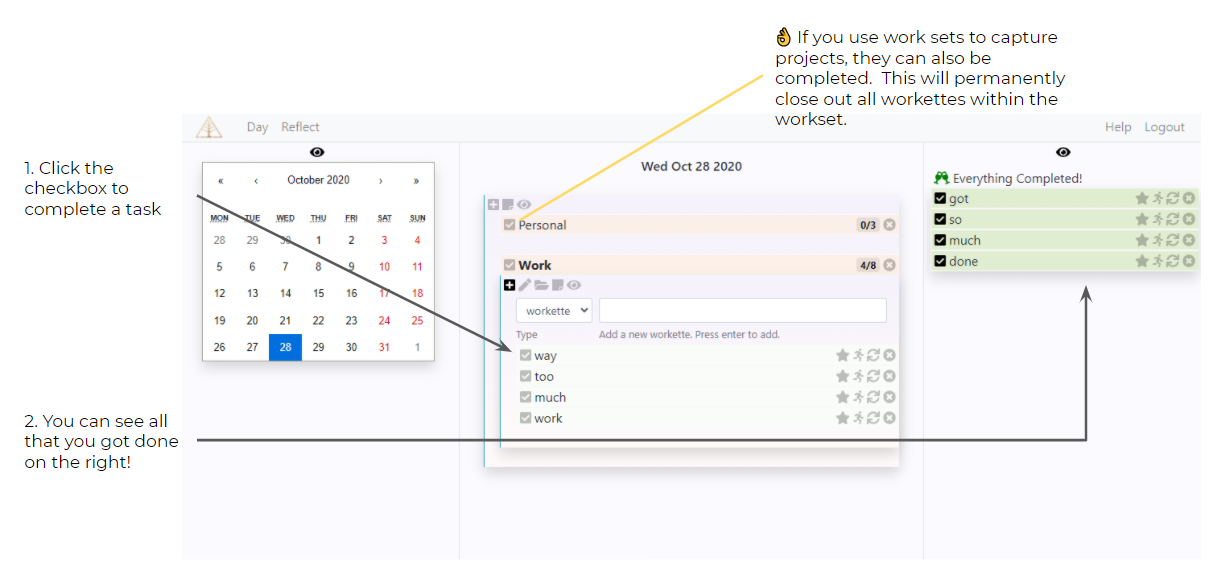 👌 If you use work sets to capture
projects, they can also be
completed.  This will permanently
close out all workettes within the
workset.
Day Reflect
Help Logout
1. Click the
checkbox to
complete a task
« ‹ October 2020 › »
MON TUE WED THU FRI SAT SUN
28 29 30 1 2 3 4
5 6 7 8 9 10 11
12 13 14 15 16 17 18
19 20 21 22 23 24 25
26 27 28 29 30 31 1
Wed Oct 28 2020
Personal 0/3
Work 4/8
workette
Type Add a new workette. Press enter to add.
way
too
much
work
Everything Completed!
got
so
much
done
2. You can see all
that you got done
on the right!